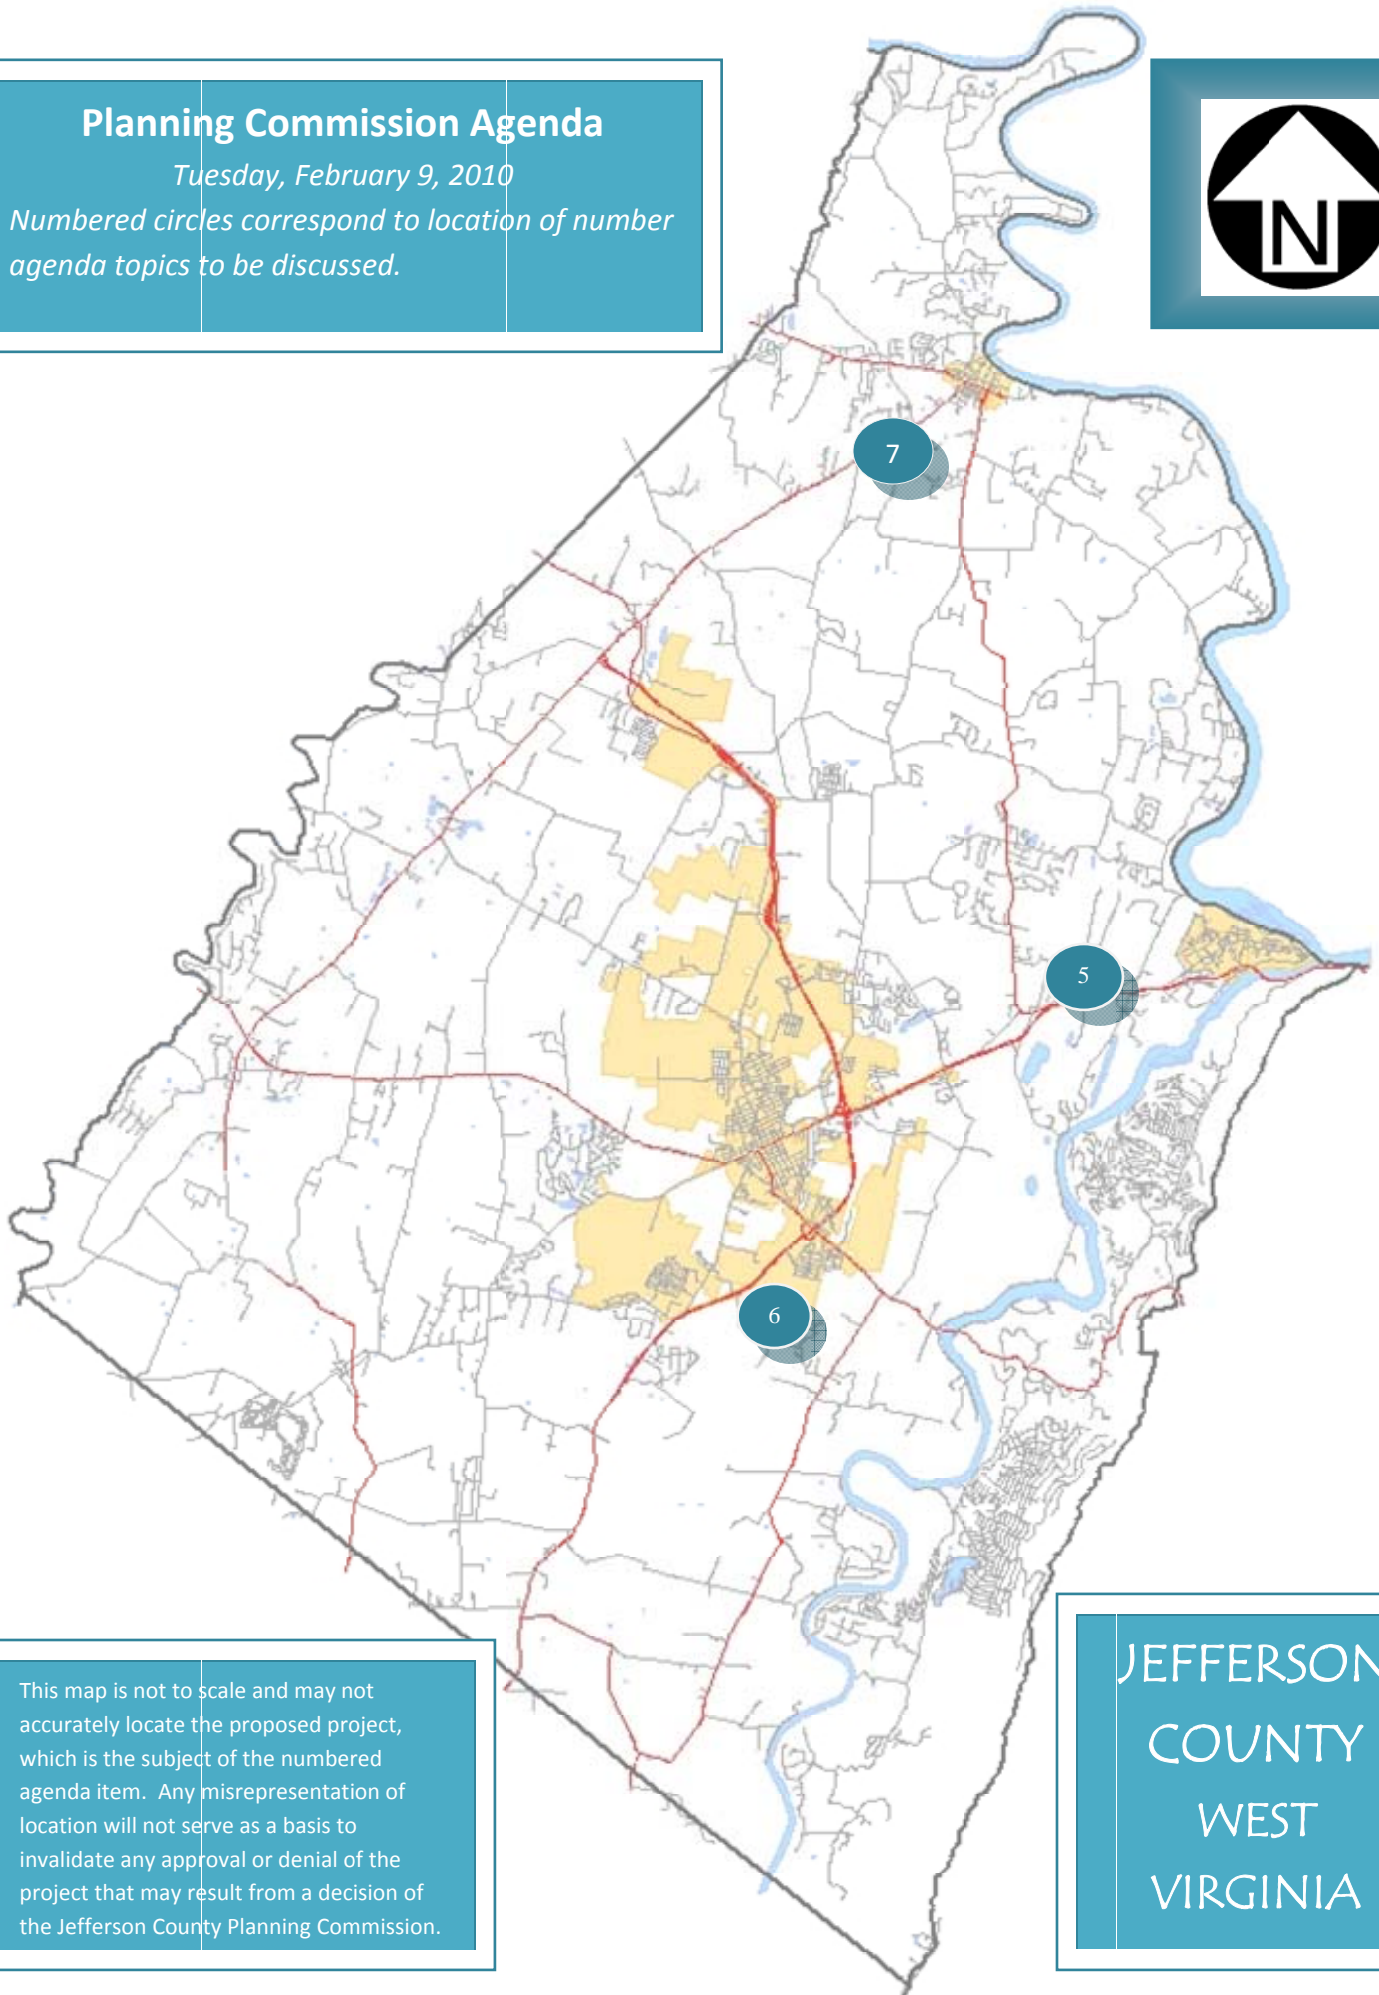 Planning Commission Agenda
Tuesday, February 9, 2010
Numbered circles correspond to location of number
agenda topics to be discussed.
N
7
5
6
This map is not to scale and may not
accurately locate the proposed project,
which is the subject of the numbered
agenda item.  Any misrepresentation of
location will not serve as a basis to
invalidate any approval or denial of the
project that may result from a decision of
the Jefferson County Planning Commission.
JEFFERSON
COUNTY
WEST
VIRGINIA